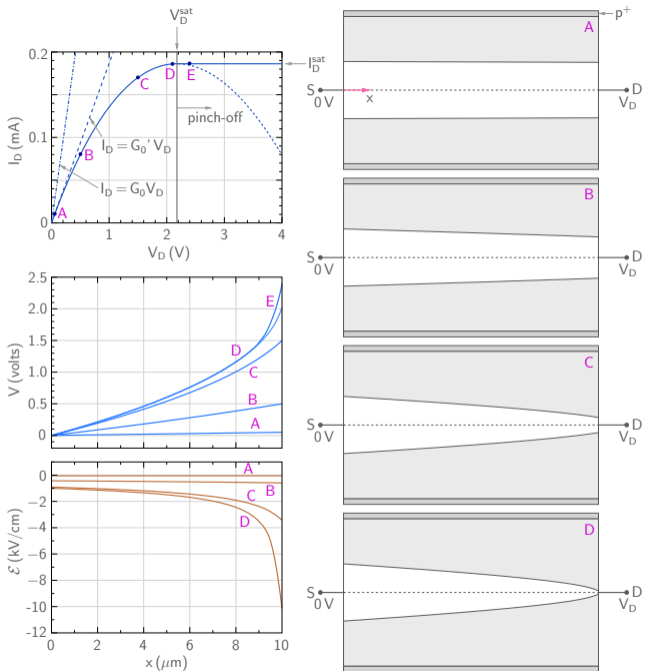 V_D^sat
0.2
0.1
0
I_D (mA)
A
B
C
D
E
I_D^sat
pinch-off
I_D = G_0' V_D
I_D = G_0 V_D
0 1 2 3 4
V_D (V)
2.5
2.0
1.5
1.0
0.5
0
V (volts)
E
D
C
B
A
0
−2
−4
−6
−8
-10
-12
ℰ (kV/cm)
A
B
C
D
0 2 4 6 8 10
x (μm)
A
p⁺
S
0 V
x
D
V_D
B
S
0 V
D
V_D
C
S
0 V
D
V_D
D
S
0 V
D
V_D